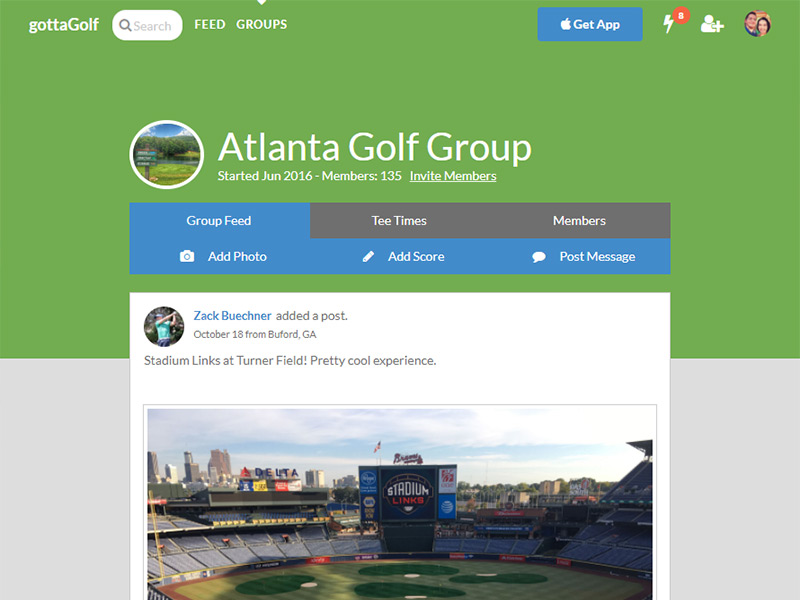 gottaGolf Search FEED GROUPS Get App 8
Atlanta Golf Group
Started Jun 2016 - Members: 135 Invite Members
Group Feed Tee Times Members
Add Photo Add Score Post Message
Zack Buechner added a post.
October 18 from Buford, GA
Stadium Links at Turner Field! Pretty cool experience.
Braves
DELTA
STADIUM
LINKS